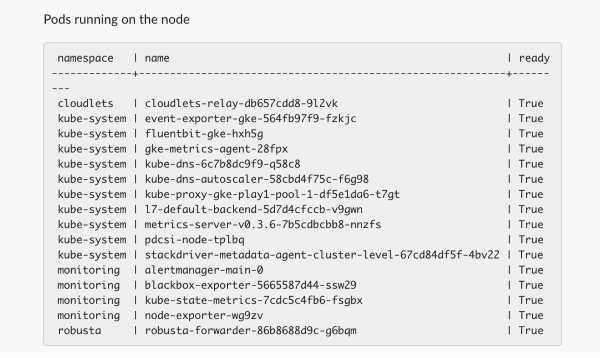 Pods running on the node
namespace | name | ready
-------------+---------------------------------------------------------+------
---
cloudlets | cloudlets-relay-db657cdd8-9l2vk | True
kube-system | event-exporter-gke-564fb97f9-fzkjc | True
kube-system | fluentbit-gke-hxh5g | True
kube-system | gke-metrics-agent-28fpx | True
kube-system | kube-dns-6c7b8dc9f9-q58c8 | True
kube-system | kube-dns-autoscaler-58cbd4f75c-f6g98 | True
kube-system | kube-proxy-gke-play1-pool-1-df5e1da6-t7gt | True
kube-system | l7-default-backend-5d7d4cfccb-v9gwn | True
kube-system | metrics-server-v0.3.6-7b5cdbcbb8-nnzfs | True
kube-system | pdcsi-node-tplbq | True
kube-system | stackdriver-metadata-agent-cluster-level-67cd84df5f-4bv22 | True
monitoring | alertmanager-main-0 | True
monitoring | blackbox-exporter-5665587d44-ssw29 | True
monitoring | kube-state-metrics-7cdc5c4fb6-fsgbx | True
monitoring | node-exporter-wg9zv | True
robusta | robusta-forwarder-86b8688d9c-g6bqm | True